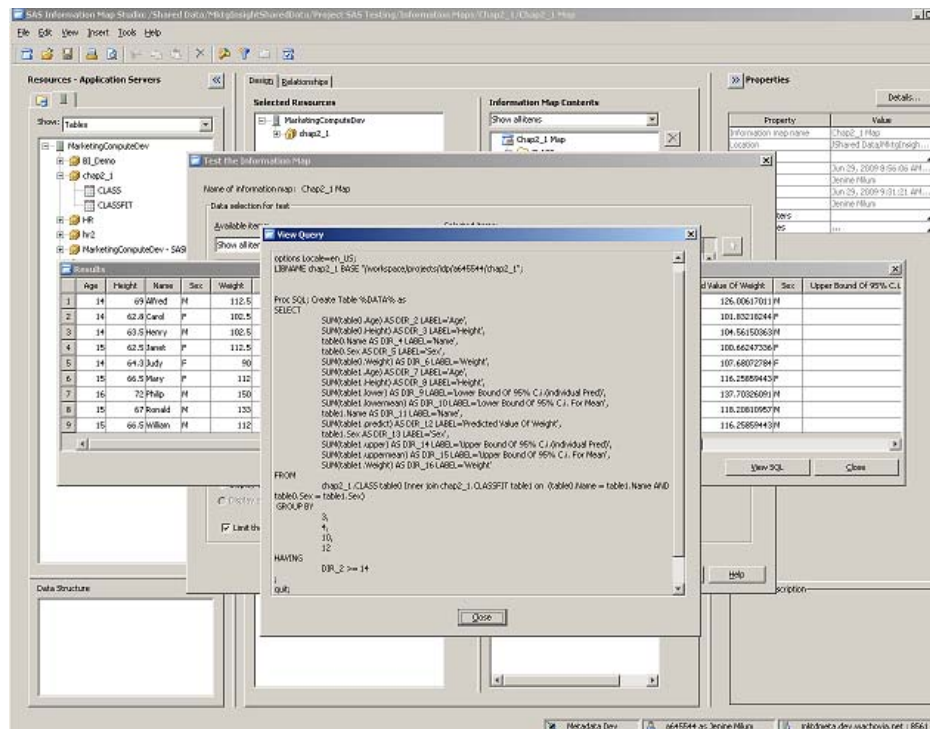 SAS Information Map Studio: /Shared Data/MktgInsightSharedData/Project SAS Testing/Information Maps/Chap2_1/Chap2_1 Map
File Edit View Insert Tools Help
Resources - Application Servers
Show: Tables
MarketingComputeDev
chap2_1
CLASS
CLASSFIT
HR
hr2
Data Structure
Design Relationships
Selected Resources
MarketingComputeDev
chap2_1
Information Map Contents
Show all items
Chap2_1 Map
Properties
Details...
Property Value
Information map name Chap2_1 Map
Location /Shared Data/MktgInsigh...
Jun 29, 2009 8:56:06 AM...
Jenine Milum
Jun 29, 2009 9:31:21 AM...
Jenine Milum
Test the Information Map
Name of information map: Chap2_1 Map
Data selection for test
Available items:
Show all iter
Limit th
Help
Results
Age Height Name Sex Weight d Value Of Weight Sex Upper Bound Of 95% C.I.
1 14 69 Alfred M 112.5 126.00617011 M
2 14 62.8 Carol F 102.5 101.83218244 F
3 14 63.5 Henry M 102.5 104.56150363 M
4 15 62.5 Janet F 112.5 100.66247336 F
5 14 64.3 Judy F 90 107.68072784 F
6 15 66.5 Mary F 112 116.25859443 F
7 16 72 Philip M 150 137.70326091 M
8 15 67 Ronald M 133 118.20810957 M
9 15 66.5 William M 112 116.25859443 M
View SQL Close
View Query
options Locale=en_US;
LIBNAME chap2_1 BASE "/workspace/projects/idp/a645544/chap2_1";
Proc SQL; Create Table %DATA% as
SELECT
SUM(table0.Age) AS DIR_2 LABEL='Age',
SUM(table0.Height) AS DIR_3 LABEL='Height',
table0.Name AS DIR_4 LABEL='Name',
table0.Sex AS DIR_5 LABEL='Sex',
SUM(table0.Weight) AS DIR_6 LABEL='Weight',
SUM(table1.Age) AS DIR_7 LABEL='Age',
SUM(table1.Height) AS DIR_8 LABEL='Height',
SUM(table1.lower) AS DIR_9 LABEL='Lower Bound Of 95% C.i.(Individual Pred)',
SUM(table1.lowermean) AS DIR_10 LABEL='Lower Bound Of 95% C.i. For Mean',
table1.Name AS DIR_11 LABEL='Name',
SUM(table1.predict) AS DIR_12 LABEL='Predicted Value Of Weight',
table1.Sex AS DIR_13 LABEL='Sex',
SUM(table1.upper) AS DIR_14 LABEL='Upper Bound Of 95% C.i.(Individual Pred)',
SUM(table1.uppermean) AS DIR_15 LABEL='Upper Bound Of 95% C.i. For Mean',
SUM(table1.Weight) AS DIR_16 LABEL='Weight'
FROM
chap2_1.CLASS table0 Inner join chap2_1.CLASSFIT table1 on (table0.Name = table1.Name AND
table0.Sex = table1.Sex)
GROUP BY
3,
4,
10,
12
HAVING
DIR_2 >= 14
;
quit;
Close
Metadata Dev a645544 as Jenine Milum mktdmeta.dev.wachovia.net : 8561